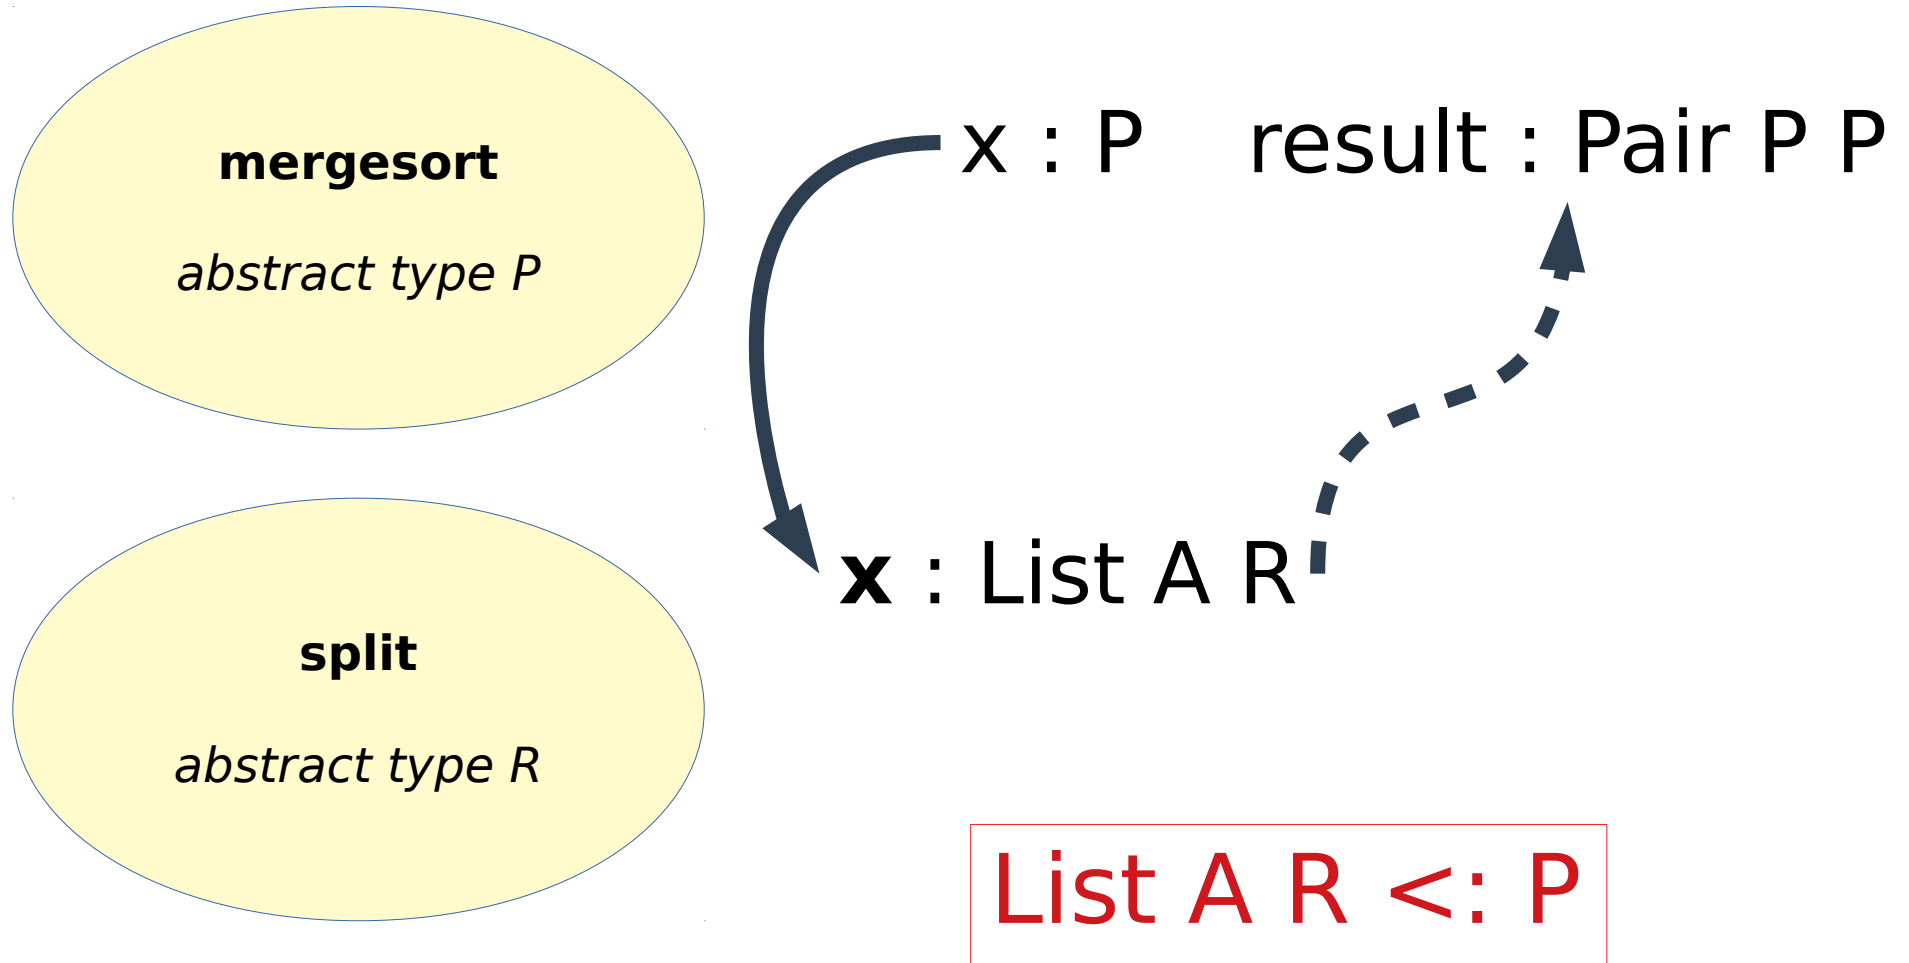 mergesort
abstract type P
x : P
result : Pair P P
x : List A R
split
abstract type R
List A R <: P